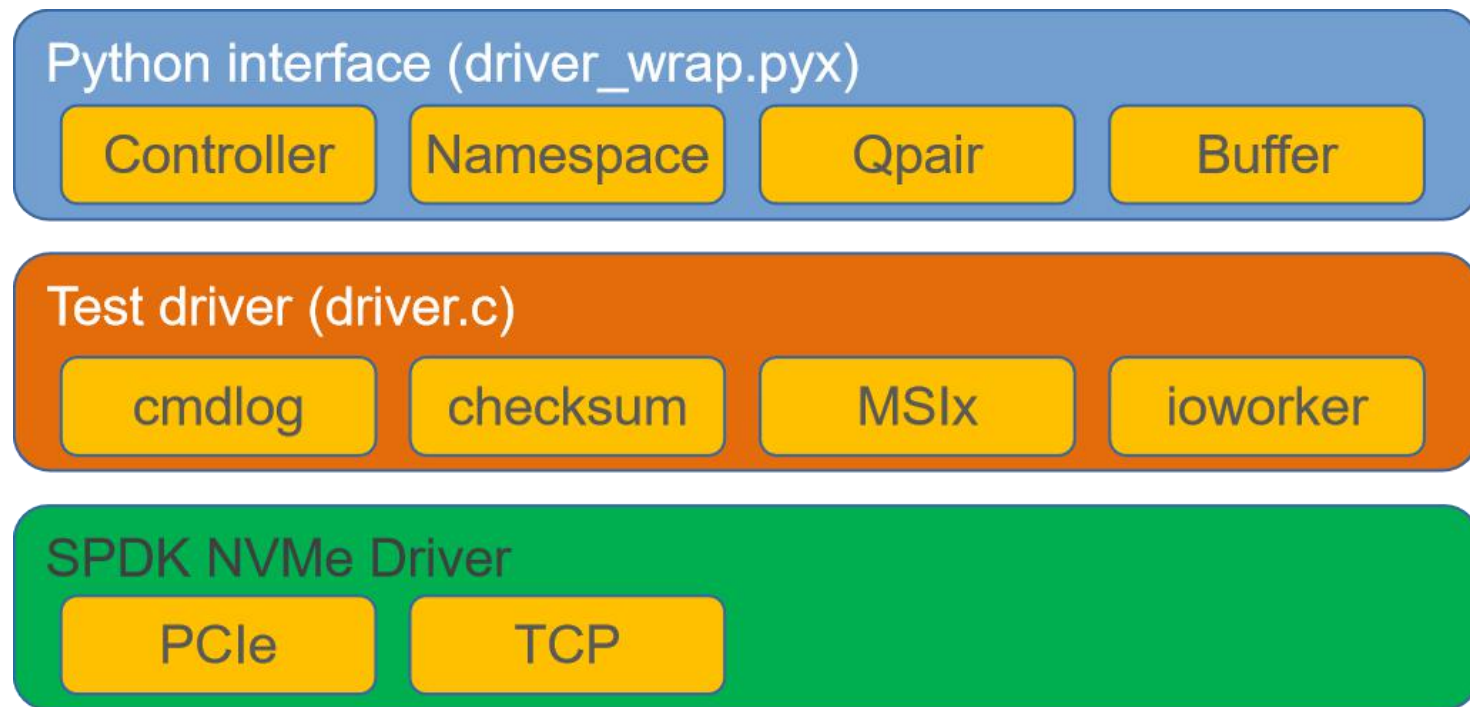 Python interface (driver_wrap.pyx)
Controller Namespace Qpair Buffer
Test driver (driver.c)
cmdlog checksum MSIx ioworker
SPDK NVMe Driver
PCIe TCP